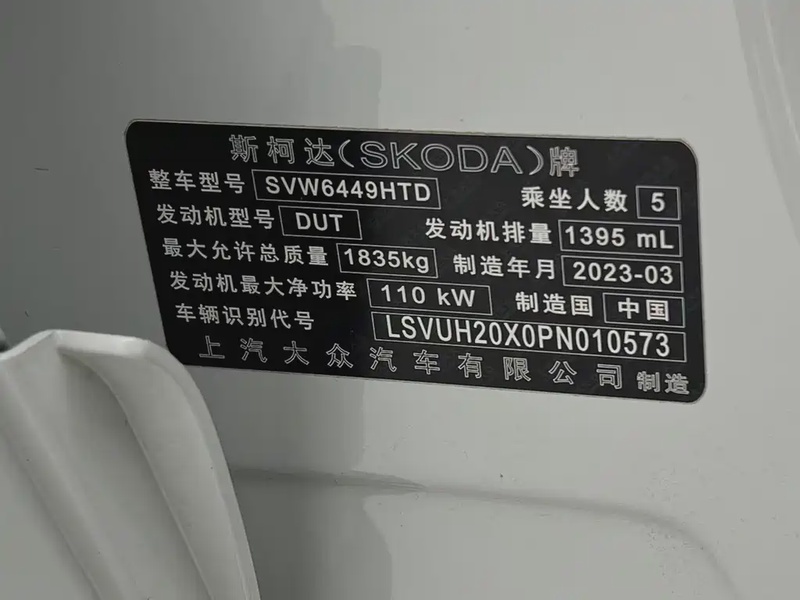 斯柯达(SKODA)牌
整车型号 SVW6449HTD 乘坐人数 5
发动机型号 DUT 发动机排量 1395 mL
最大允许总质量 1835kg 制造年月 2023-03
发动机最大净功率 110 kW 制造国 中国
车辆识别代号 LSVUH20X0PN010573
上汽大众汽车有限公司 制造